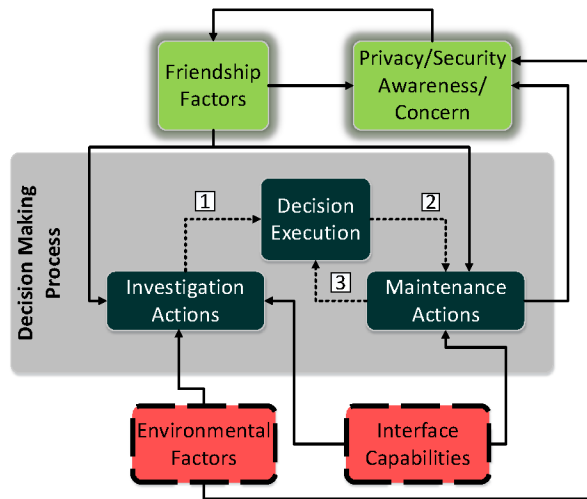 Friendship
Factors
Privacy/Security
Awareness/
Concern
Decision Making
Process
1
Decision
Execution
2
3
Investigation
Actions
Maintenance
Actions
Environmental
Factors
Interface
Capabilities